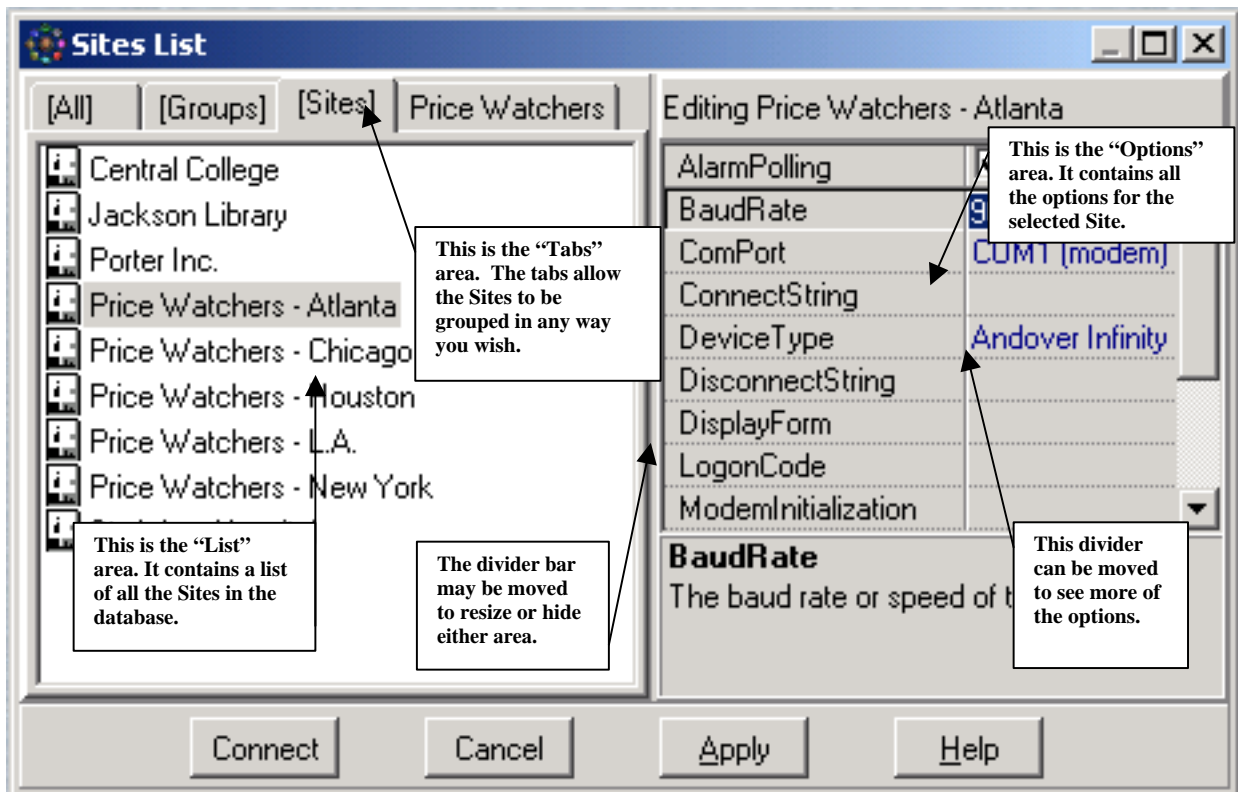 Sites List
[All] [Groups] [Sites] Price Watchers
Central College
Jackson Library
Porter Inc.
Price Watchers - Atlanta
Price Watchers - Chicago
Price Watchers - Houston
Price Watchers - L.A.
Price Watchers - New York
This is the “Tabs”
area. The tabs allow
the Sites to be
grouped in any way
you wish.
This is the “List”
area. It contains a list
of all the Sites in the
database.
The divider bar
may be moved
to resize or hide
either area.
Editing Price Watchers - Atlanta
This is the “Options”
area. It contains all
the options for the
selected Site.
AlarmPolling
BaudRate 9
ComPort COM1 (modem)
ConnectString
DeviceType Andover Infinity
DisconnectString
DisplayForm
LogonCode
ModemInitialization
This divider
can be moved
to see more of
the options.
BaudRate
The baud rate or speed of
Connect Cancel Apply Help